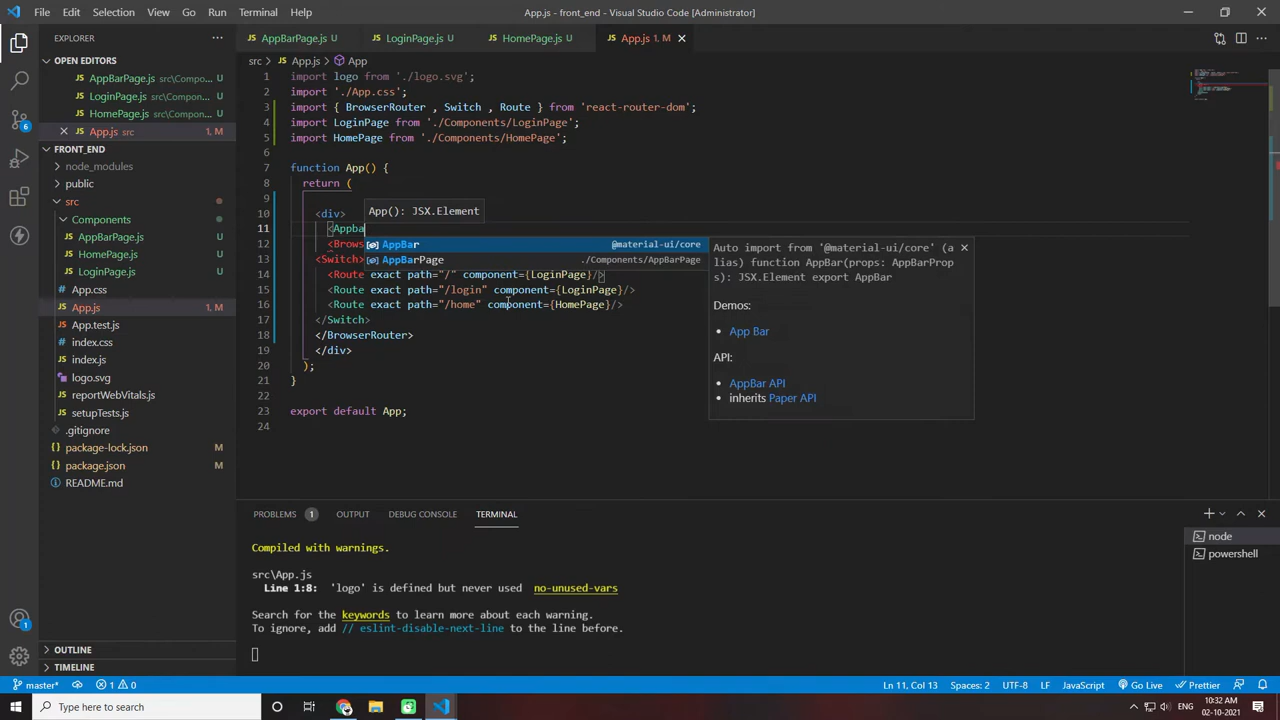 File Edit Selection View Go Run Terminal Help
App.js - front_end - Visual Studio Code [Administrator]
EXPLORER
OPEN EDITORS
AppBarPage.js src\Compo... U
LoginPage.js src\Compone... U
HomePage.js src\Compon... U
App.js src 1, M
FRONT_END
node_modules
public
src
Components
AppBarPage.js U
HomePage.js U
LoginPage.js U
App.css
App.js 1, M
App.test.js
index.css
index.js
logo.svg
reportWebVitals.js
setupTests.js
.gitignore
package-lock.json M
package.json M
README.md
OUTLINE
TIMELINE
AppBarPage.js U LoginPage.js U HomePage.js U App.js 1, M
src > App.js > App
1 import logo from './logo.svg';
2 import './App.css';
3 import { BrowserRouter , Switch , Route } from 'react-router-dom';
4 import LoginPage from './Components/LoginPage';
5 import HomePage from './Components/HomePage';
6
7 function App() {
8 return (
9
App(): JSX.Element
10 <div>
11 <Appba
12 <Brows
AppBar @material-ui/core
AppBarPage ./Components/AppBarPage
13 <Switch>
14 <Route exact path="/" component={LoginPage}/>
15 <Route exact path="/login" component={LoginPage}/>
16 <Route exact path="/home" component={HomePage}/>
17 </Switch>
18 </BrowserRouter>
19 </div>
20 );
21 }
22
23 export default App;
24
Auto import from '@material-ui/core' (a
lias) function AppBar(props: AppBarProp
s): JSX.Element export AppBar
Demos:
• App Bar
API:
• AppBar API
• inherits Paper API
PROBLEMS 1 OUTPUT DEBUG CONSOLE TERMINAL
node
powershell
Compiled with warnings.
src\App.js
Line 1:8: 'logo' is defined but never used no-unused-vars
Search for the keywords to learn more about each warning.
To ignore, add // eslint-disable-next-line to the line before.
6
1
master* 1 0 Ln 11, Col 13 Spaces: 2 UTF-8 LF JavaScript Go Live Prettier
Type here to search
ENG 10:32 AM 02-10-2021